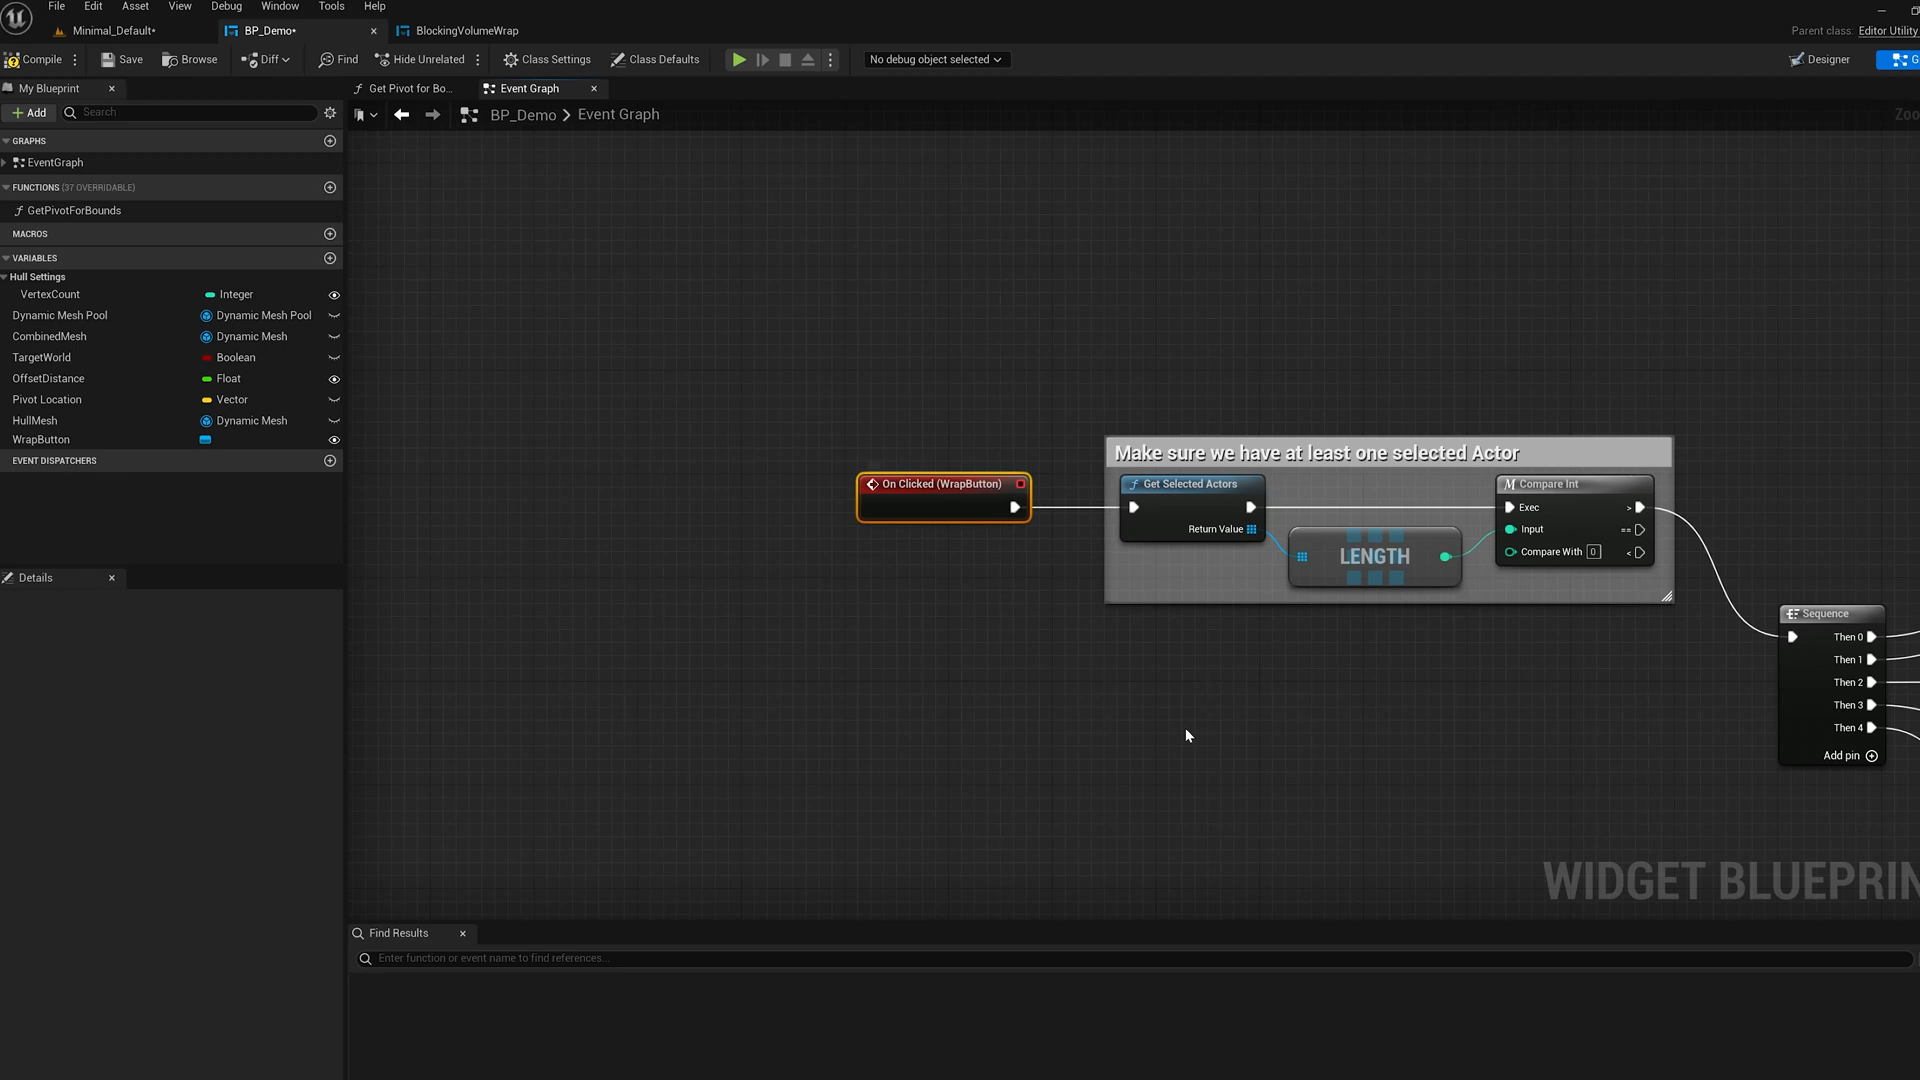 File Edit Asset View Debug Window Tools Help
Minimal_Default* BP_Demo* BlockingVolumeWrap
Parent class: Editor Utility
Compile Save Browse Diff Find Hide Unrelated Class Settings Class Defaults No debug object selected Designer G
My Blueprint Get Pivot for Bo... Event Graph
Add Search BP_Demo > Event Graph Zoo
GRAPHS
EventGraph
FUNCTIONS (37 OVERRIDABLE)
GetPivotForBounds
MACROS
VARIABLES
Hull Settings
VertexCount Integer
Dynamic Mesh Pool Dynamic Mesh Pool
CombinedMesh Dynamic Mesh
TargetWorld Boolean
OffsetDistance Float
Pivot Location Vector
HullMesh Dynamic Mesh
WrapButton
EVENT DISPATCHERS
Details
Make sure we have at least one selected Actor
On Clicked (WrapButton)
Get Selected Actors
Return Value
LENGTH
Compare Int
Exec >
Input ==
Compare With 0 <
Sequence
Then 0
Then 1
Then 2
Then 3
Then 4
Add pin
WIDGET BLUEPRIN
Find Results
Enter function or event name to find references...